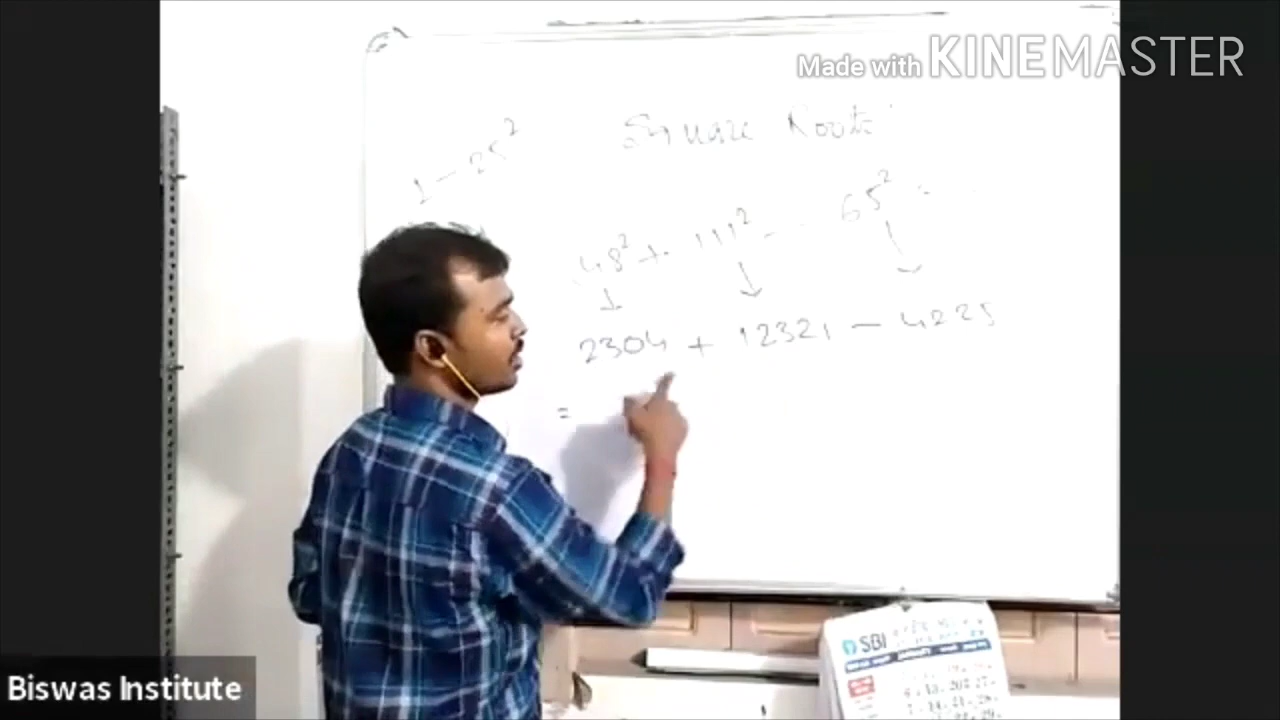 Made with KINEMASTER
Square Root
1 - 25²
48² + 111² - 65² =
2304 + 12321 - 4225
=
SBI
Biswas Institute